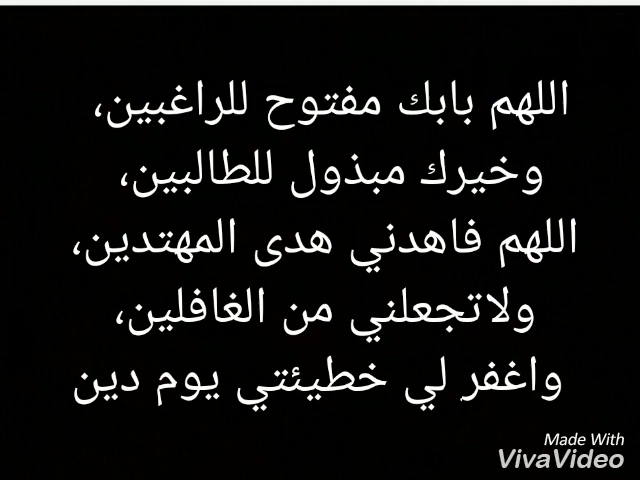 اللهم بابك مفتوح للراغبين،
وخيرك مبذول للطالبين،
اللهم فاهدني هدى المهتدين،
ولاتجعلني من الغافلين،
واغفر لي خطيئتي يوم دين
Made With
VivaVideo